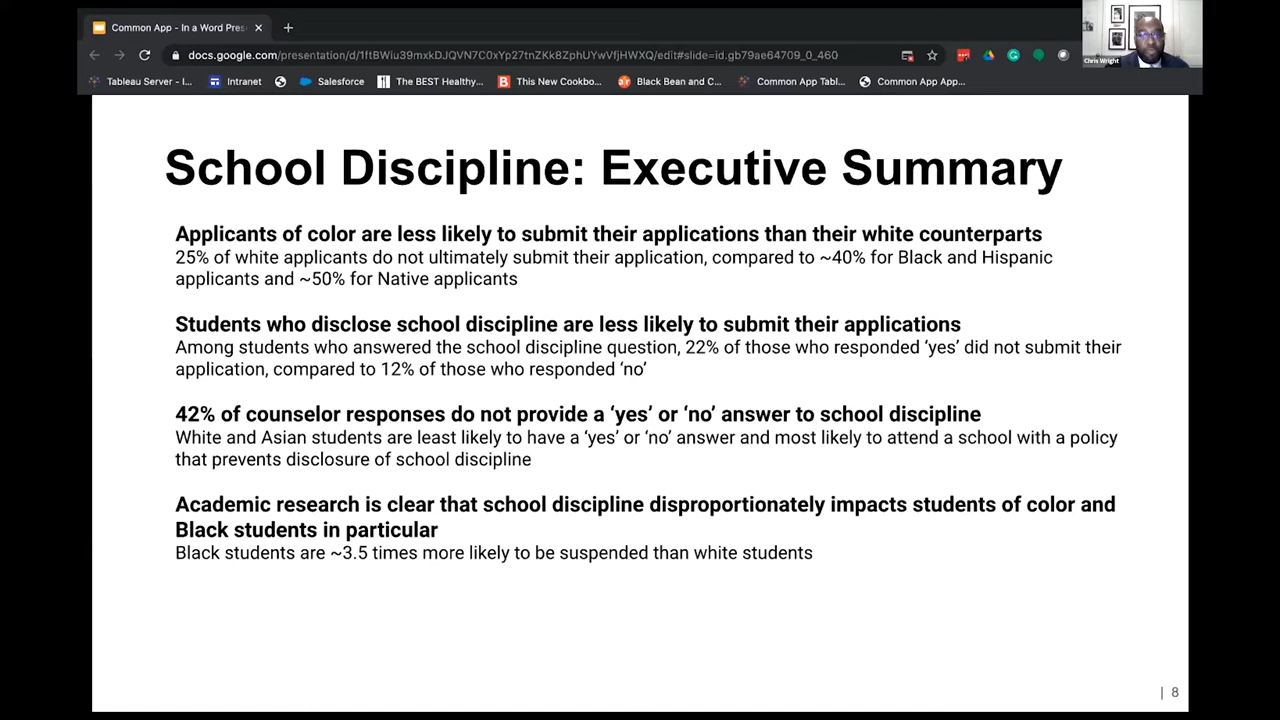 Common App - In a Word Pres
docs.google.com/presentation/d/1ftBWiu39mxkDJQVN7C0xYp27tnZKk8ZphUYwVfjHWXQ/edit#slide=id.gb79ae64709_0_460
Chris Wright
Tableau Server - I... Intranet Salesforce The BEST Healthy... This New Cookbo... Black Bean and C... Common App Tabl... Common App App...
School Discipline: Executive Summary
Applicants of color are less likely to submit their applications than their white counterparts
25% of white applicants do not ultimately submit their application, compared to ~40% for Black and Hispanic
applicants and ~50% for Native applicants
Students who disclose school discipline are less likely to submit their applications
Among students who answered the school discipline question, 22% of those who responded ‘yes’ did not submit their
application, compared to 12% of those who responded ‘no’
42% of counselor responses do not provide a ‘yes’ or ‘no’ answer to school discipline
White and Asian students are least likely to have a ‘yes’ or ‘no’ answer and most likely to attend a school with a policy
that prevents disclosure of school discipline
Academic research is clear that school discipline disproportionately impacts students of color and
Black students in particular
Black students are ~3.5 times more likely to be suspended than white students
| 8